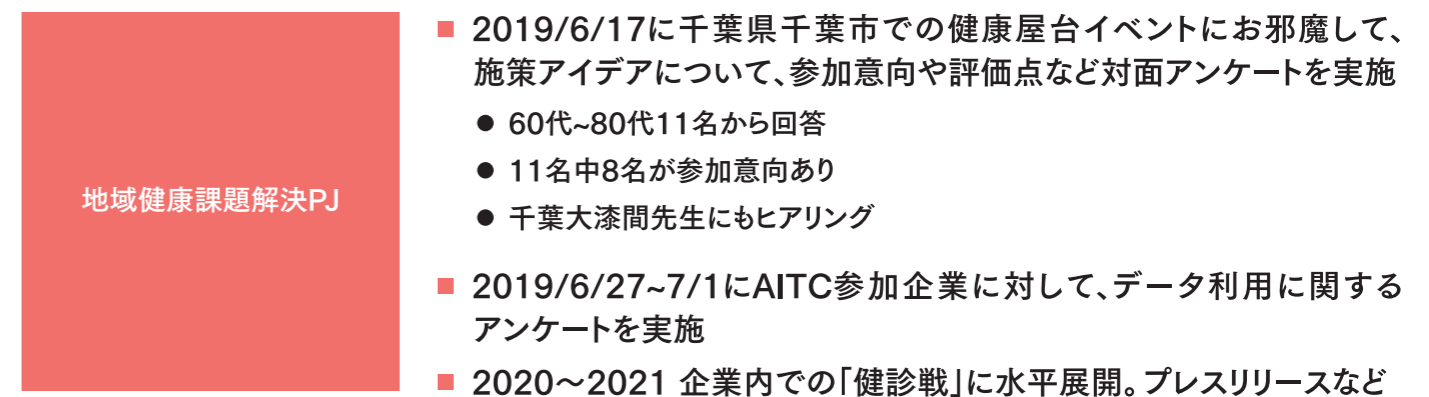 地域健康課題解決PJ
■ 2019/6/17に千葉県千葉市での健康屋台イベントにお邪魔して、
施策アイデアについて、参加意向や評価点など対面アンケートを実施
● 60代~80代11名から回答
● 11名中8名が参加意向あり
● 千葉大漆間先生にもヒアリング
■ 2019/6/27~7/1にAITC参加企業に対して、データ利用に関する
アンケートを実施
■ 2020～2021 企業内での「健診戦」に水平展開。プレスリリースなど